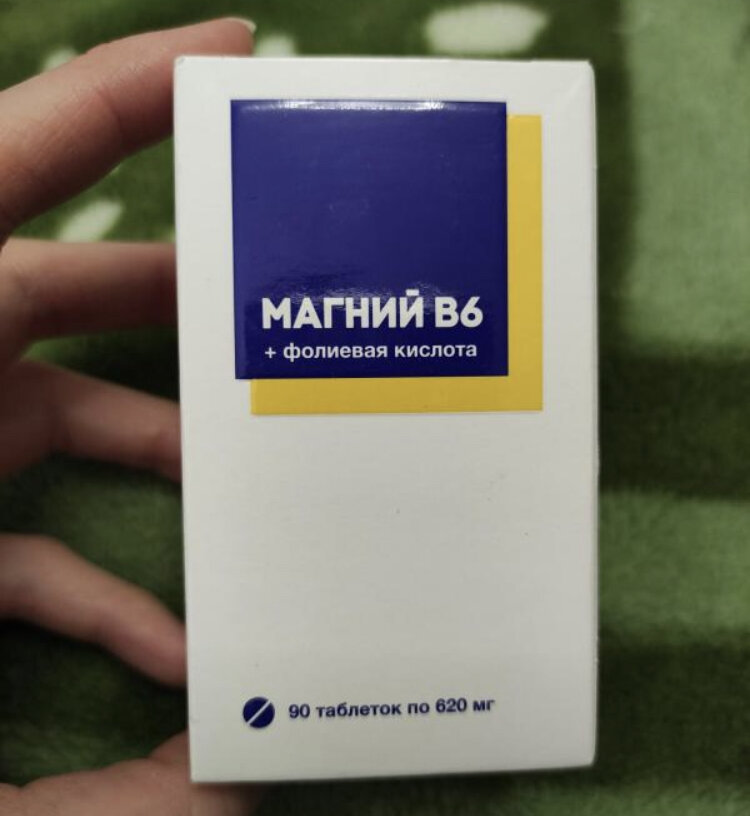 МАГНИЙ В6
+ фолиевая кислота
90 таблеток по 620 мг